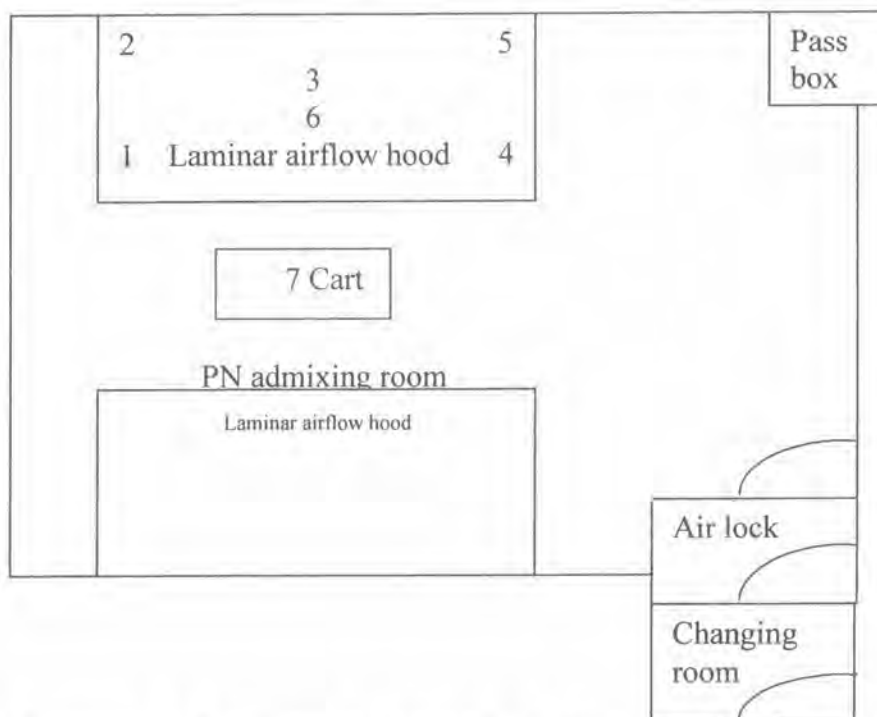 2 5 Pass
3 box
6
1 Laminar airflow hood 4
7 Cart
PN admixing room
Laminar airflow hood
Air lock
Changing
room